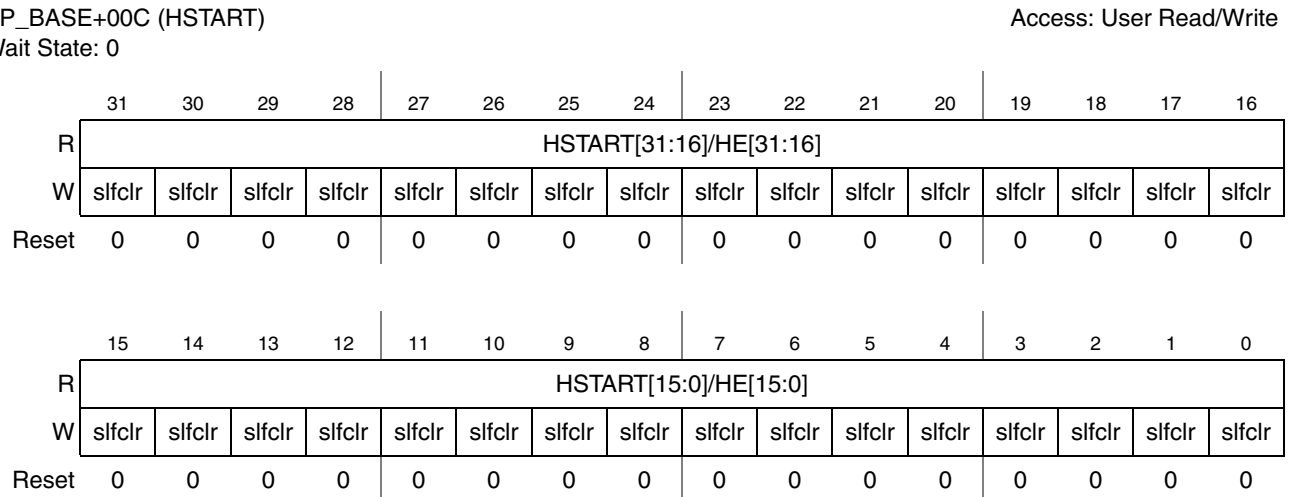 P_BASE+00C (HSTART) Access: User Read/Write
Wait State: 0
31 30 29 28 27 26 25 24 23 22 21 20 19 18 17 16
R HSTART[31:16]/HE[31:16]
W slfclr slfclr slfclr slfclr slfclr slfclr slfclr slfclr slfclr slfclr slfclr slfclr slfclr slfclr slfclr slfclr
Reset 0 0 0 0 0 0 0 0 0 0 0 0 0 0 0 0
15 14 13 12 11 10 9 8 7 6 5 4 3 2 1 0
R HSTART[15:0]/HE[15:0]
W slfclr slfclr slfclr slfclr slfclr slfclr slfclr slfclr slfclr slfclr slfclr slfclr slfclr slfclr slfclr slfclr
Reset 0 0 0 0 0 0 0 0 0 0 0 0 0 0 0 0